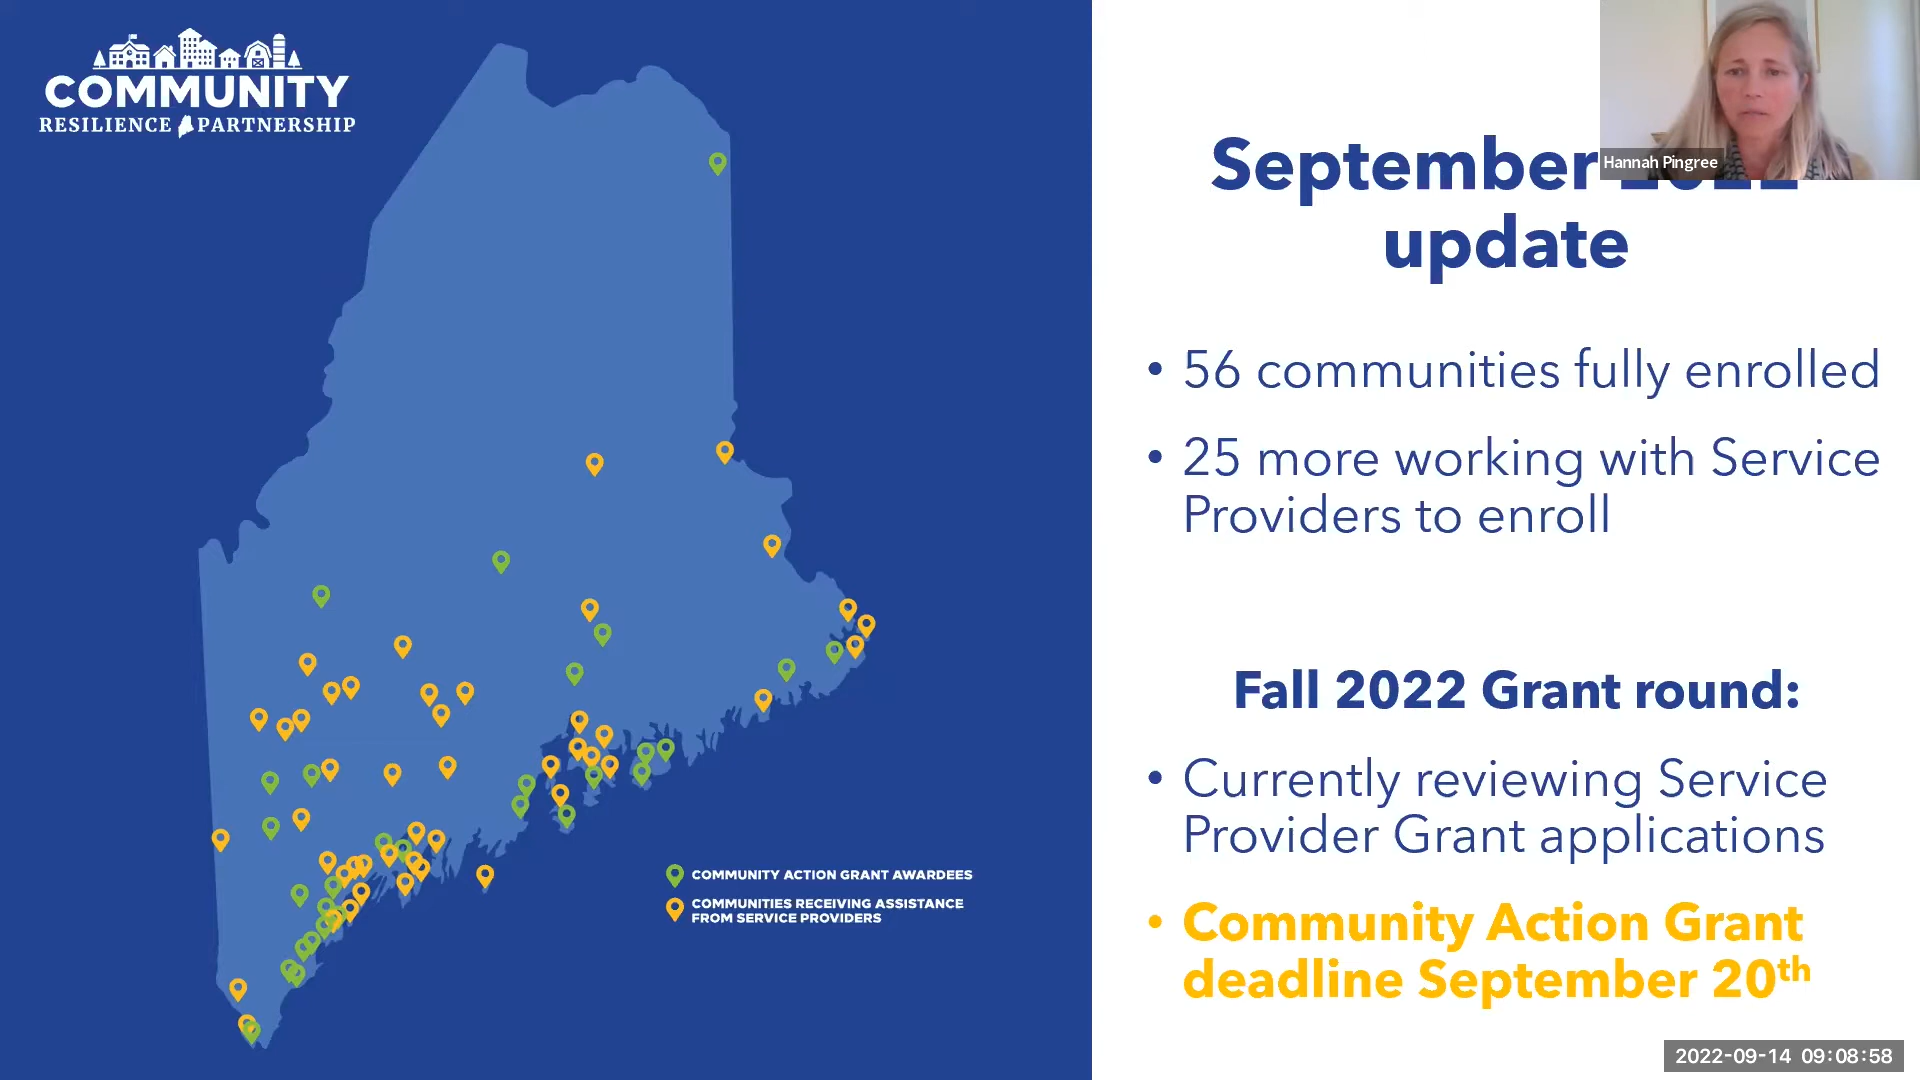 COMMUNITY
RESILIENCE PARTNERSHIP
September 2022
update
Hannah Pingree
• 56 communities fully enrolled
• 25 more working with Service
Providers to enroll
Fall 2022 Grant round:
• Currently reviewing Service
Provider Grant applications
• Community Action Grant
deadline September 20th
COMMUNITY ACTION GRANT AWARDEES
COMMUNITIES RECEIVING ASSISTANCE
FROM SERVICE PROVIDERS
2022-09-14 09:08:58